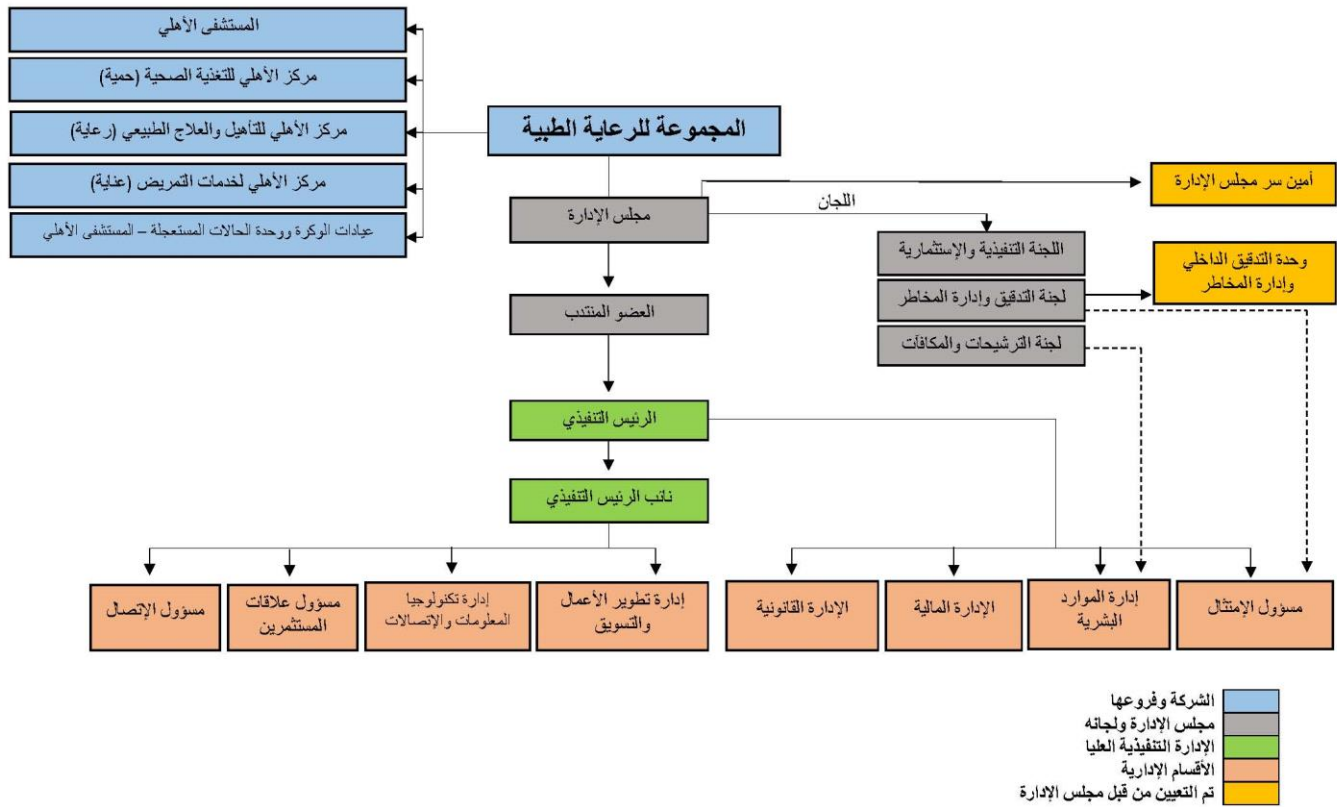 المستشفى الأهلي
مركز الأهلي للتغذية الصحية (حمية)
مركز الأهلي للتأهيل والعلاج الطبيعي (رعاية)
مركز الأهلي لخدمات التمريض (عناية)
عيادات الوكرة ووحدة الحالات المستعجلة – المستشفى الأهلي
المجموعة للرعاية الطبية
أمين سر مجلس الإدارة
اللجان
مجلس الإدارة
اللجنة التنفيذية والإستثمارية
لجنة التدقيق وإدارة المخاطر
لجنة الترشيحات والمكافآت
وحدة التدقيق الداخلي
وإدارة المخاطر
العضو المنتدب
الرئيس التنفيذي
نائب الرئيس التنفيذي
مسؤول الإمتثال
إدارة الموارد
البشرية
الإدارة المالية
الإدارة القانونية
إدارة تطوير الأعمال
والتسويق
إدارة تكنولوجيا
المعلومات والإتصالات
مسؤول علاقات
المستثمرين
مسؤول الإتصال
الشركة وفروعها
مجلس الإدارة ولجانه
الإدارة التنفيذية العليا
الأقسام الإدارية
تم التعيين من قبل مجلس الإدارة